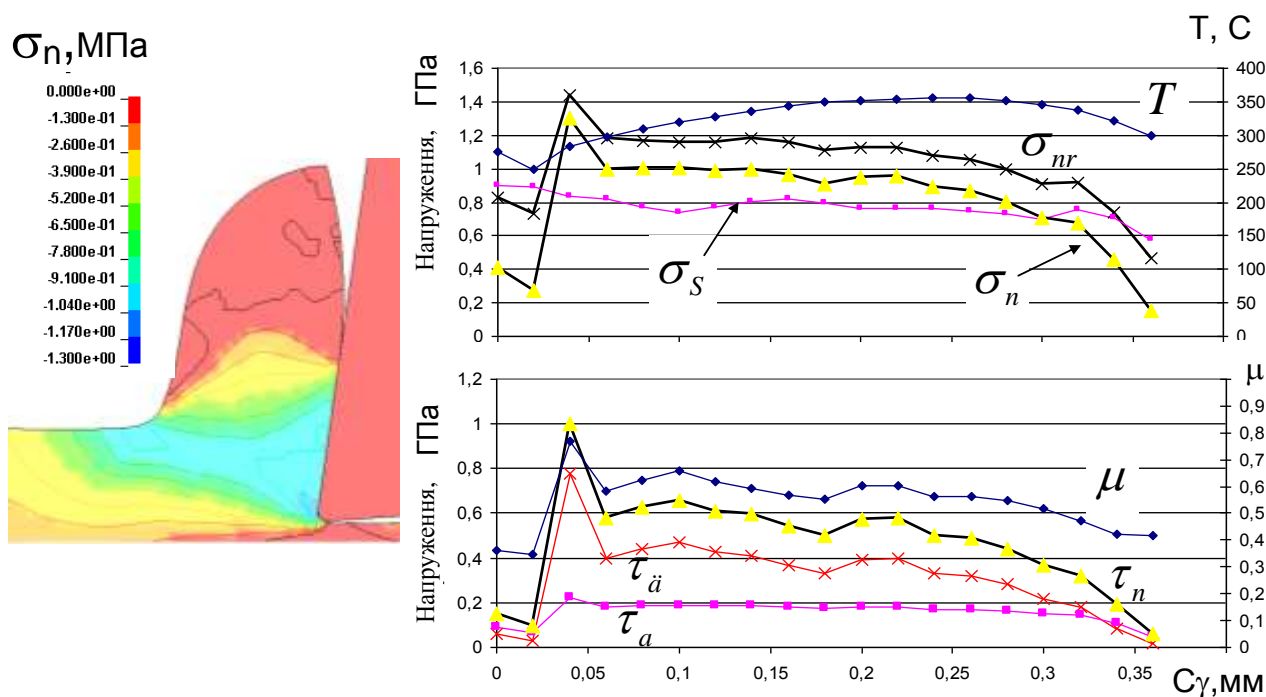 σn,МПа
0.000e+00
-1.300e-01
-2.600e-01
-3.900e-01
-5.200e-01
-6.500e-01
-7.800e-01
-9.100e-01
-1.040e+00
-1.170e+00
-1.300e+00
T, C
Напруження, ГПа
1,6
1,4
1,2
1
0,8
0,6
0,4
0,2
0
400
350
300
250
200
150
100
50
0
T
σnr
σS
σn
μ
Напруження, ГПа
1,2
1
0,8
0,6
0,4
0,2
0
0,9
0,8
0,7
0,6
0,5
0,4
0,3
0,2
0,1
0
μ
τä
τn
τa
0 0,05 0,1 0,15 0,2 0,25 0,3 0,35
Cγ,мм